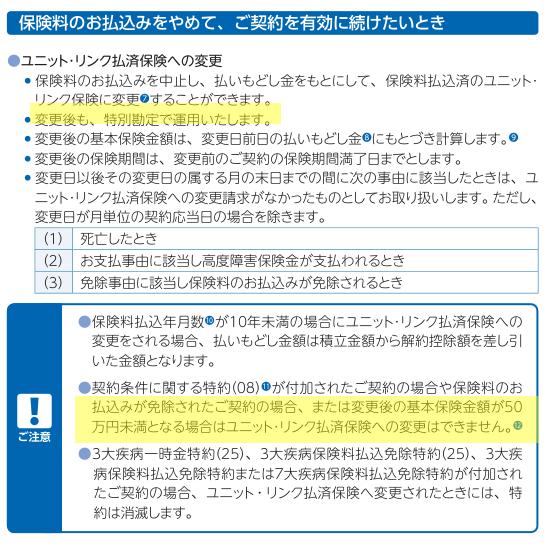 保険料のお払込みをやめて、ご契約を有効に続けたいとき
●ユニット・リンク払済保険への変更
•保険料のお払込みを中止し、払いもどし金をもとにして、保険料払込済のユニット・
リンク保険に変更❼することができます。
•変更後も、特別勘定で運用いたします。
•変更後の基本保険金額は、変更日前日の払いもどし金❽にもとづき計算します。❾
•変更後の保険期間は、変更前のご契約の保険期間満了日までとします。
•変更日以後その変更日の属する月の末日までの間に次の事由に該当したときは、ユ
ニット・リンク払済保険への変更請求がなかったものとしてお取り扱いします。ただし、
変更日が月単位の契約応当日の場合を除きます。
(1) 死亡したとき
(2) お支払事由に該当し高度障害保険金が支払われるとき
(3) 免除事由に該当し保険料のお払込みが免除されるとき
●保険料払込年月数❿が10年未満の場合にユニット・リンク払済保険への
変更をされる場合、払いもどし金額は積立金額から解約控除額を差し引
いた金額となります。
●契約条件に関する特約(08)⓫が付加されたご契約の場合や保険料のお
払込みが免除されたご契約の場合、または変更後の基本保険金額が50
万円未満となる場合はユニット・リンク払済保険への変更はできません。⓬
ご注意
●3大疾病一時金特約(25)、3大疾病保険料払込免除特約(25)、3大疾
病保険料払込免除特約または7大疾病保険料払込免除特約が付加され
たご契約の場合、ユニット・リンク払済保険へ変更されたときには、特
約は消滅します。